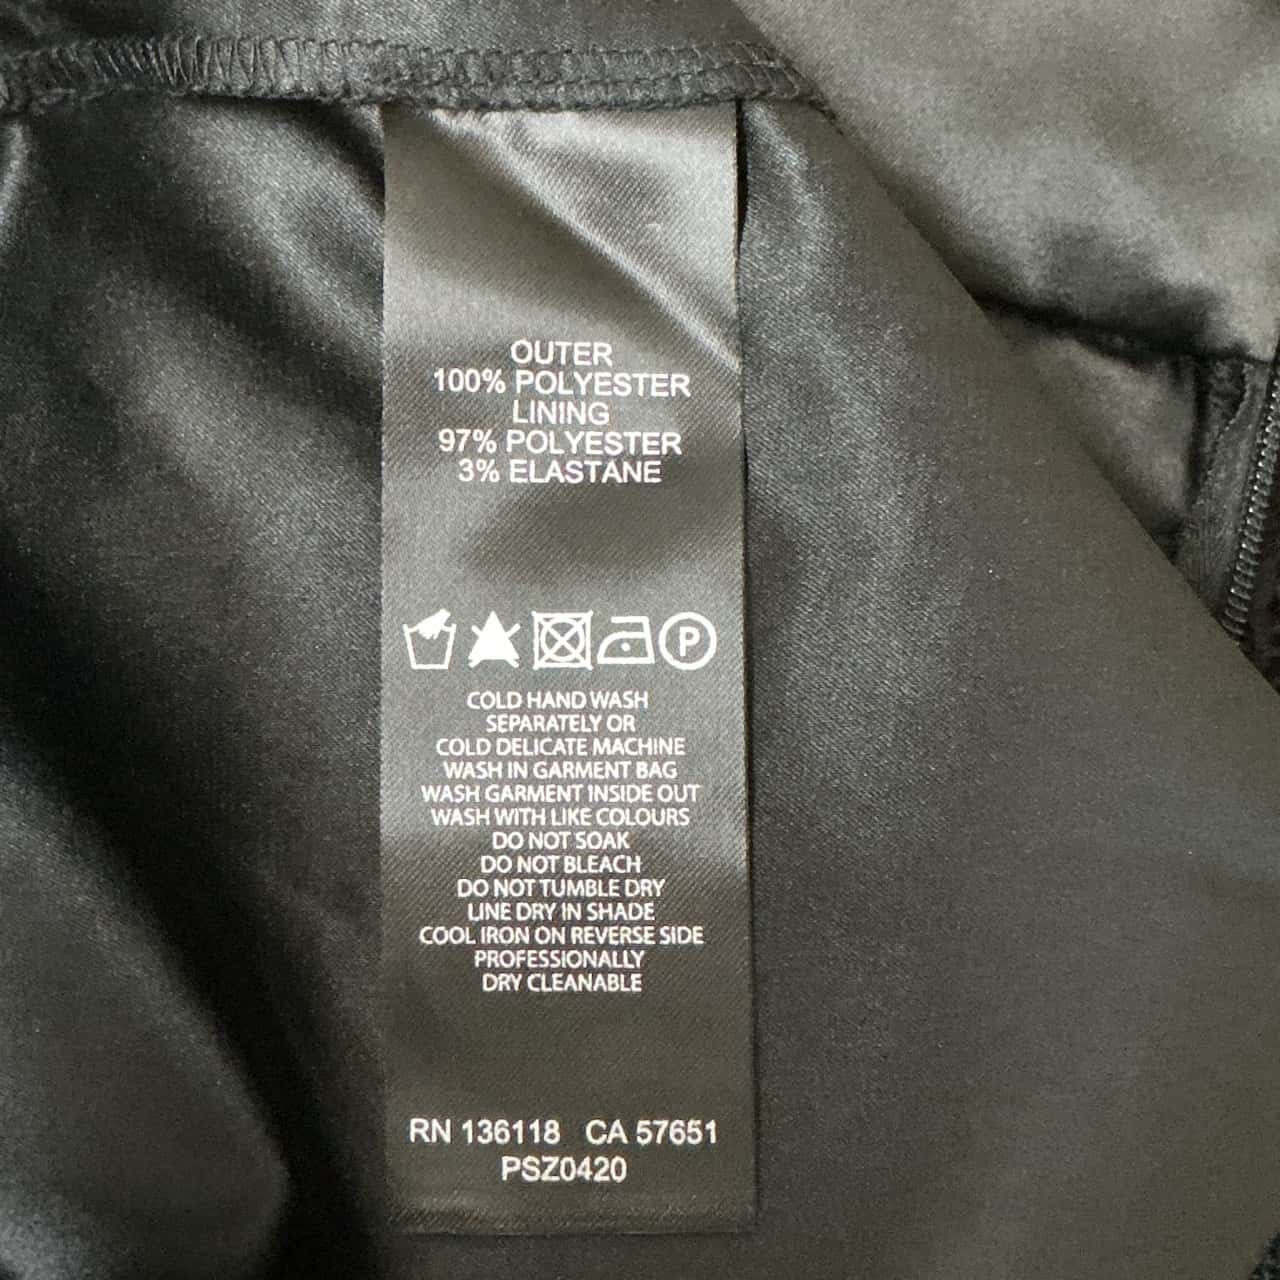 OUTER
100% POLYESTER
LINING
97% POLYESTER
3% ELASTANE
P
COLD HAND WASH
SEPARATELY OR
COLD DELICATE MACHINE
WASH IN GARMENT BAG
WASH GARMENT INSIDE OUT
WASH WITH LIKE COLOURS
DO NOT SOAK
DO NOT BLEACH
DO NOT TUMBLE DRY
LINE DRY IN SHADE
COOL IRON ON REVERSE SIDE
PROFESSIONALLY
DRY CLEANABLE
RN 136118 CA 57651
PSZ0420